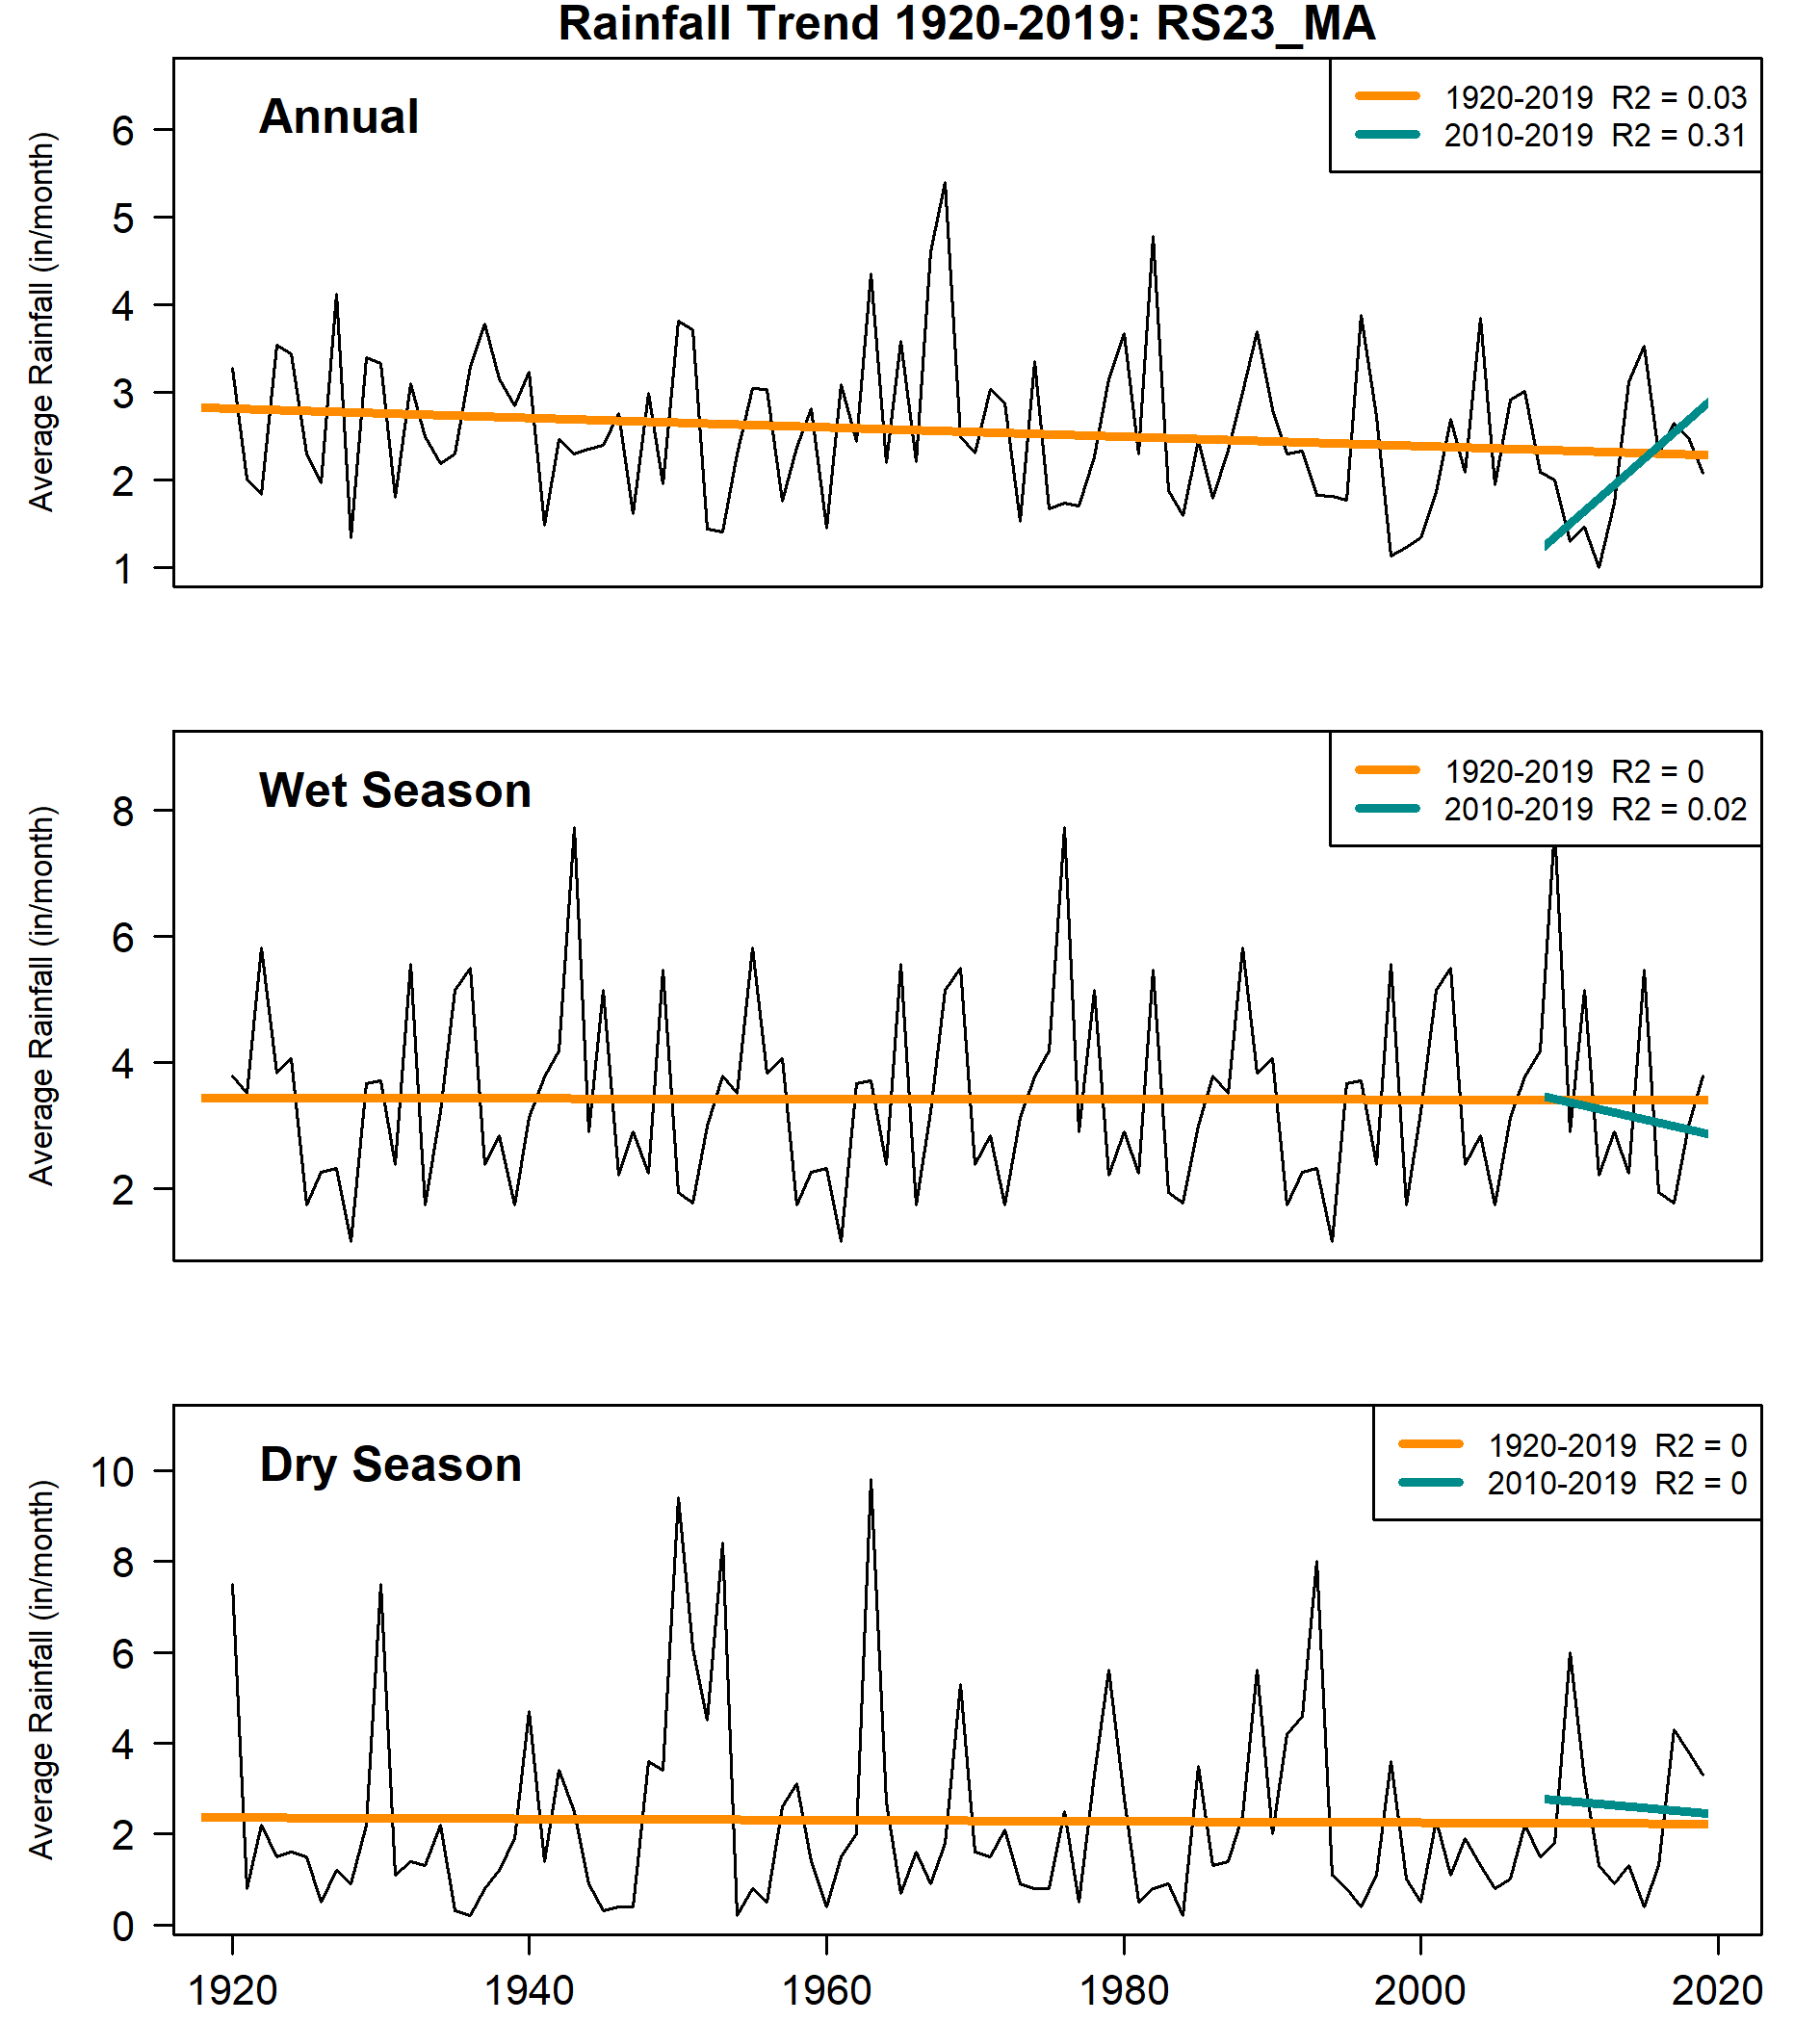 Rainfall Trend 1920-2019: RS23_MA
Annual
1920-2019 R2 = 0.03
2010-2019 R2 = 0.31
Average Rainfall (in/month)
6
5
4
3
2
1
Wet Season
1920-2019 R2 = 0
2010-2019 R2 = 0.02
Average Rainfall (in/month)
8
6
4
2
Dry Season
1920-2019 R2 = 0
2010-2019 R2 = 0
Average Rainfall (in/month)
10
8
6
4
2
0
1920 1940 1960 1980 2000 2020